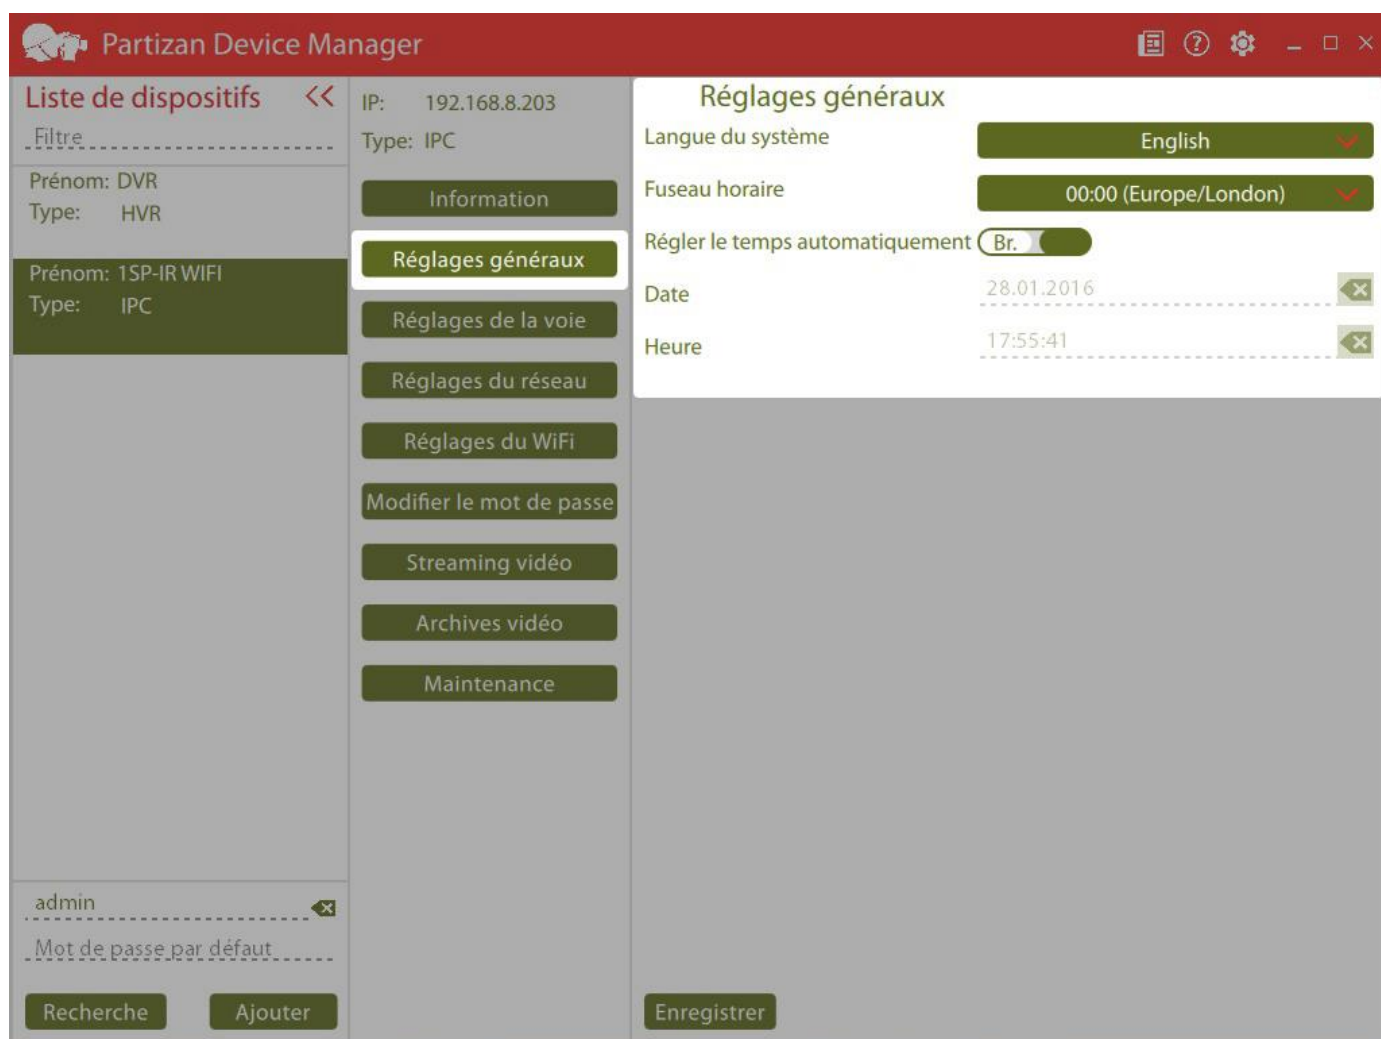 Partizan Device Manager
Liste de dispositifs <<
Filtre
Prénom: DVR
Type: HVR
Prénom: 1SP-IR WIFI
Type: IPC
admin
Mot de passe par défaut
Recherche
Ajouter
IP: 192.168.8.203
Type: IPC
Information
Réglages généraux
Réglages de la voie
Réglages du réseau
Réglages du WiFi
Modifier le mot de passe
Streaming vidéo
Archives vidéo
Maintenance
Réglages généraux
Langue du système English
Fuseau horaire 00:00 (Europe/London)
Régler le temps automatiquement Br.
Date 28.01.2016
Heure 17:55:41
Enregistrer